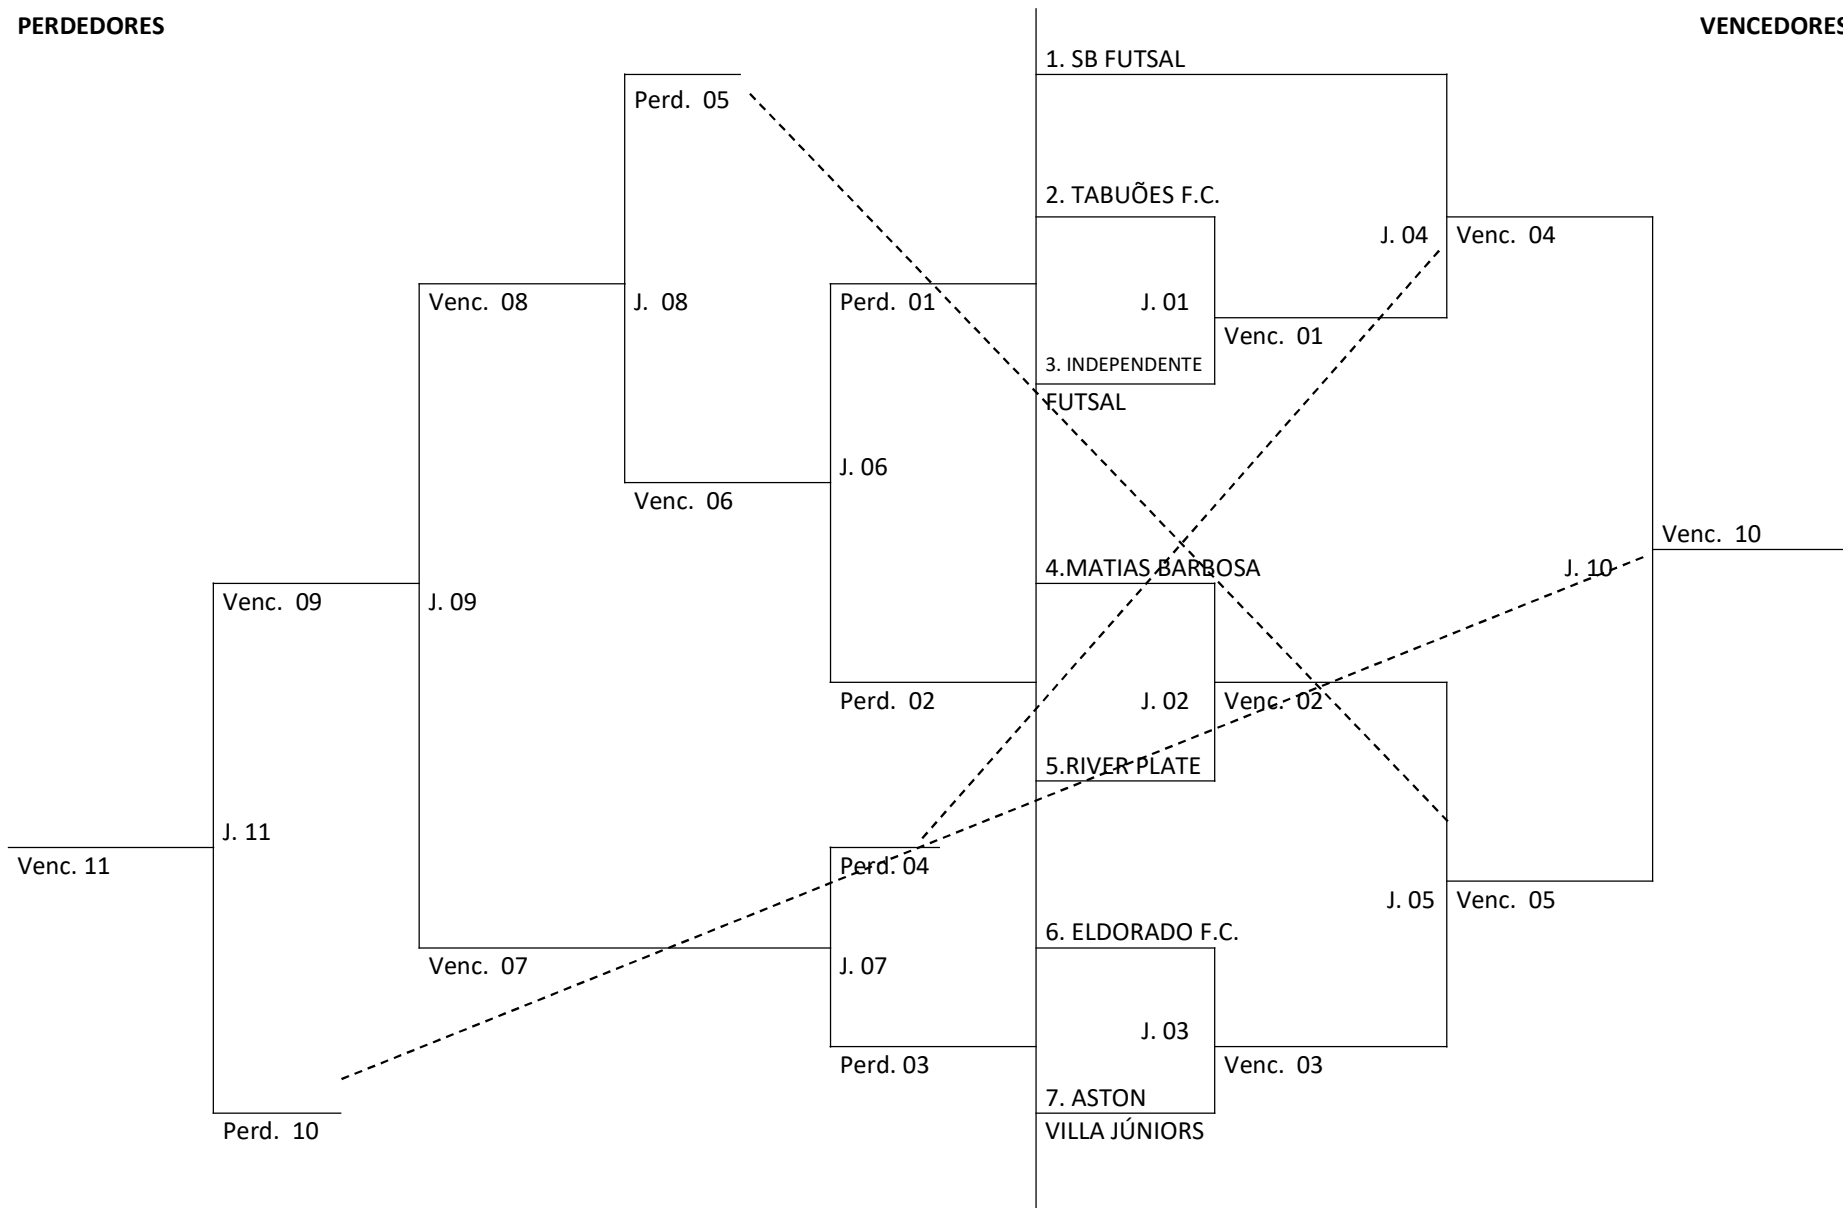 PERDEDORES
VENCEDORES
1. SB FUTSAL
Perd.  05
2. TABUÕES F.C.
J. 04
Venc.  04
Venc.  08
J.  08
Perd.  01
J. 01
Venc.  01
3. INDEPENDENTE
FUTSAL
J. 06
Venc.  06
Venc.  10
4.MATIAS BARBOSA
J. 10
Venc.  09
J. 09
Perd.  02
J. 02
Venc.  02
5.RIVER PLATE
J. 11
Venc. 11
Perd. 04
J. 05
Venc.  05
6. ELDORADO F.C.
Venc.  07
J. 07
J. 03
Perd. 03
Venc.  03
7. ASTON
VILLA JÚNIORS
Perd.  10